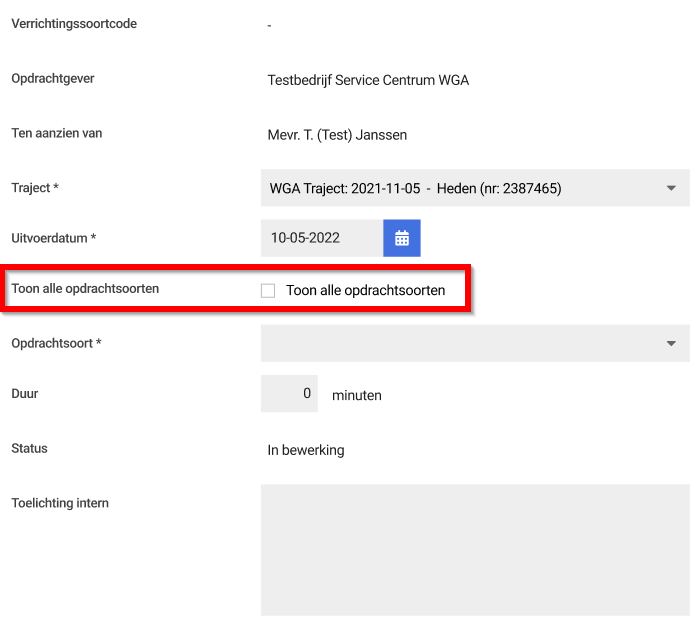 Verrichtingssoortcode -
Opdrachtgever Testbedrijf Service Centrum WGA
Ten aanzien van Mevr. T. (Test) Janssen
Traject * WGA Traject: 2021-11-05 - Heden (nr: 2387465)
Uitvoerdatum * 10-05-2022
Toon alle opdrachtsoorten Toon alle opdrachtsoorten
Opdrachtsoort *
Duur 0 minuten
Status In bewerking
Toelichting intern